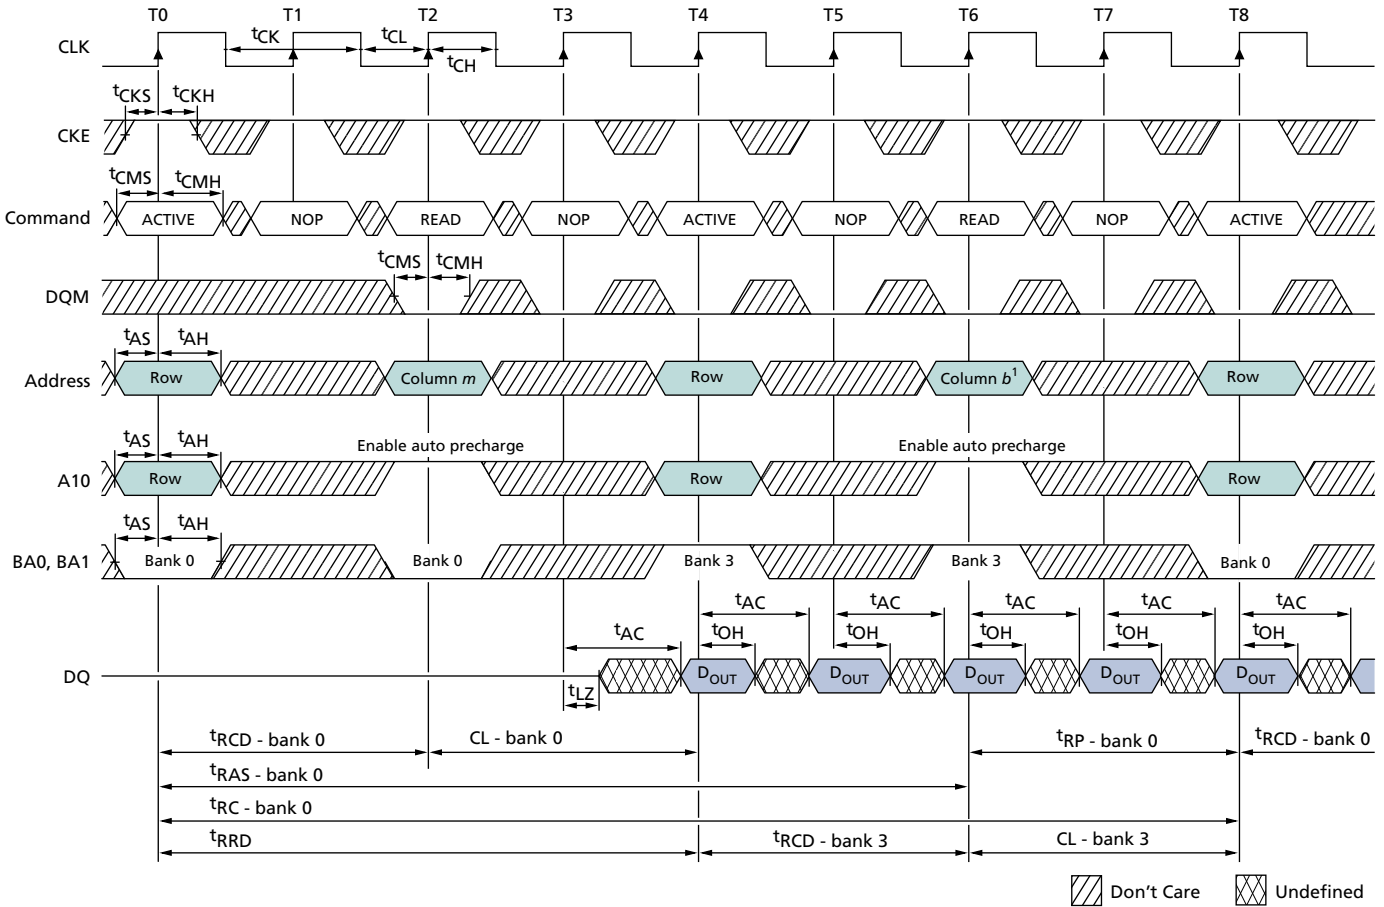 T0 T1 T2 T3 T4 T5 T6 T7 T8
CLK
tCK tCL
tCH
tCKS tCKH
CKE
tCMS tCMH
Command ACTIVE NOP READ NOP ACTIVE NOP READ NOP ACTIVE
tCMS tCMH
DQM
tAS tAH
Address Row Column m Row Column b1 Row
tAS tAH Enable auto precharge Enable auto precharge
A10 Row Row Row
tAS tAH
BA0, BA1 Bank 0 Bank 0 Bank 3 Bank 3 Bank 0
tAC tAC tAC tAC tAC
tAC tOH tOH tOH tOH tOH
DQ DOUT DOUT DOUT DOUT DOUT
tLZ
tRCD - bank 0 CL - bank 0 tRP - bank 0 tRCD - bank 0
tRAS - bank 0
tRC - bank 0
tRRD tRCD - bank 3 CL - bank 3
Don't Care Undefined